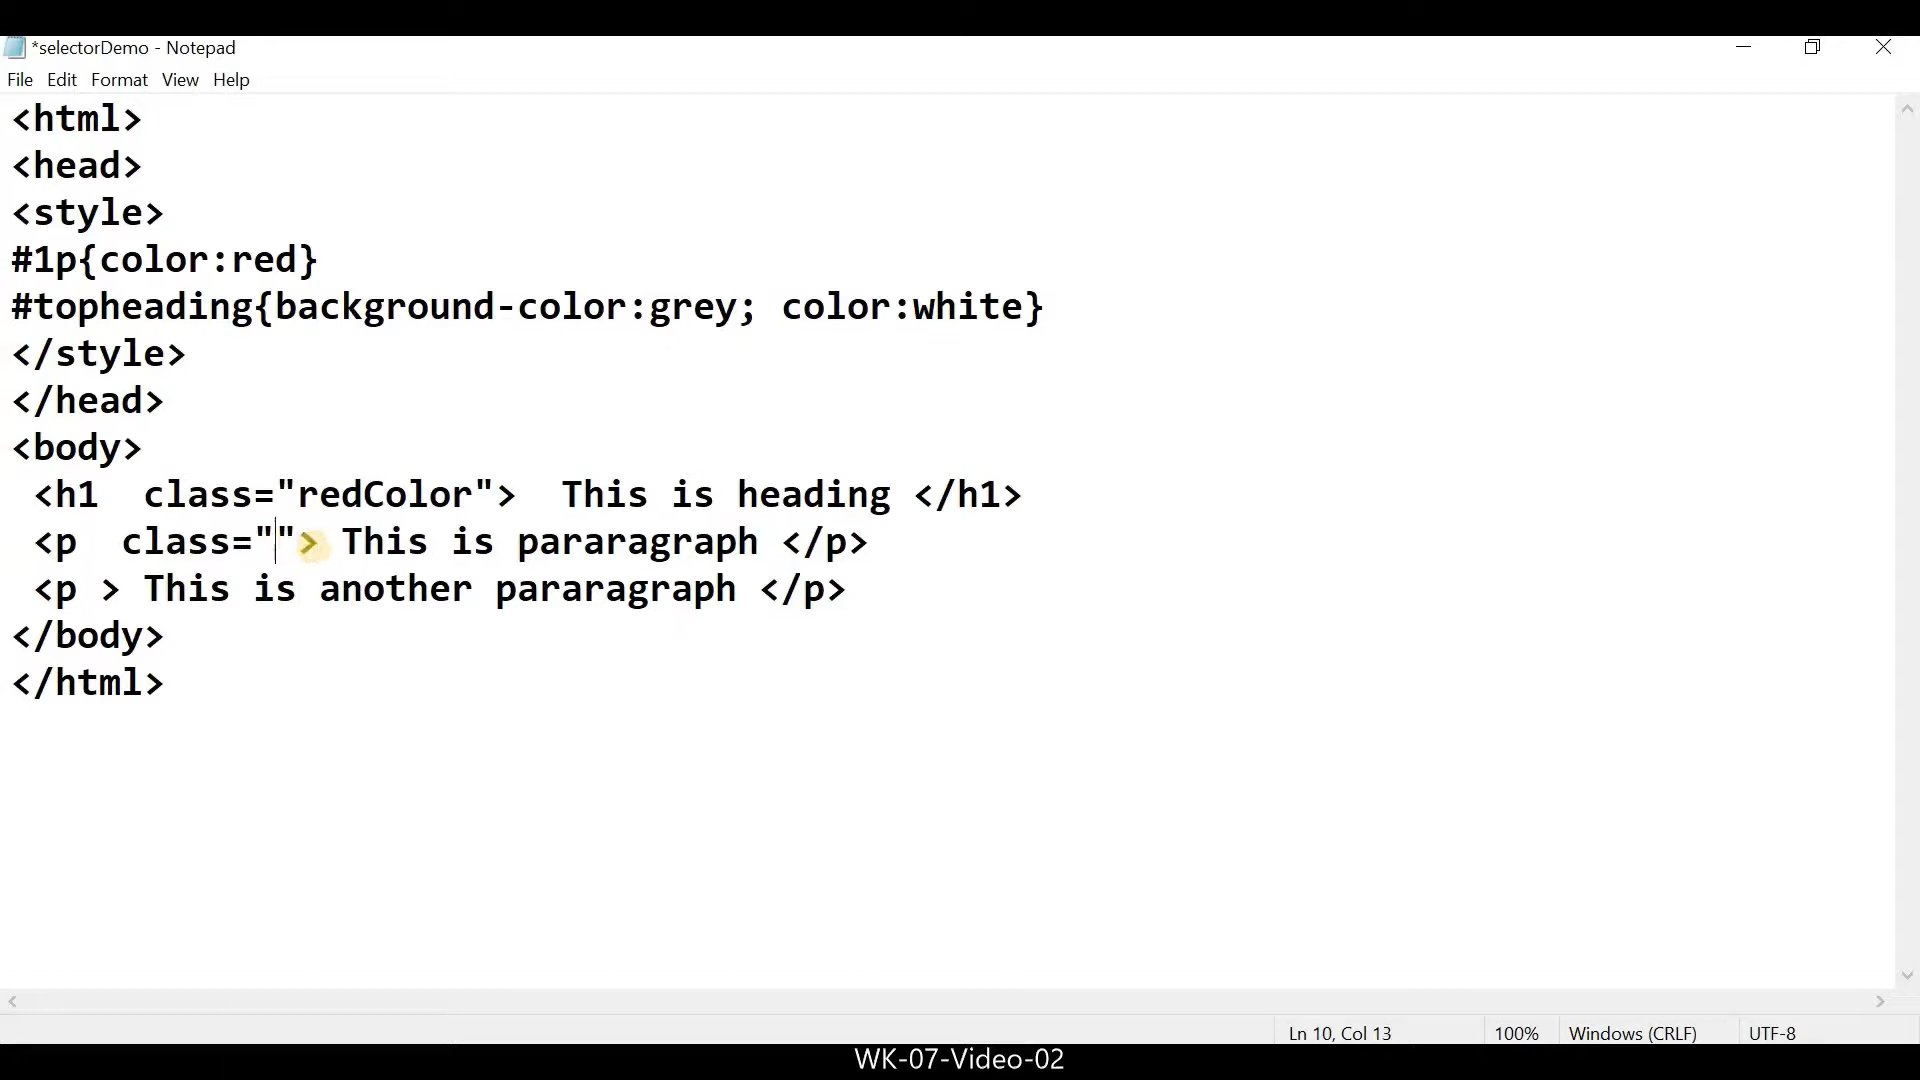 *selectorDemo - Notepad
File Edit Format View Help
<html>
<head>
<style>
#1p{color:red}
#topheading{background-color:grey; color:white}
</style>
</head>
<body>
<h1  class="redColor">  This is heading </h1>
<p  class=""> This is pararagraph </p>
<p > This is another pararagraph </p>
</body>
</html>
Ln 10, Col 13 100% Windows (CRLF) UTF-8
WK-07-Video-02